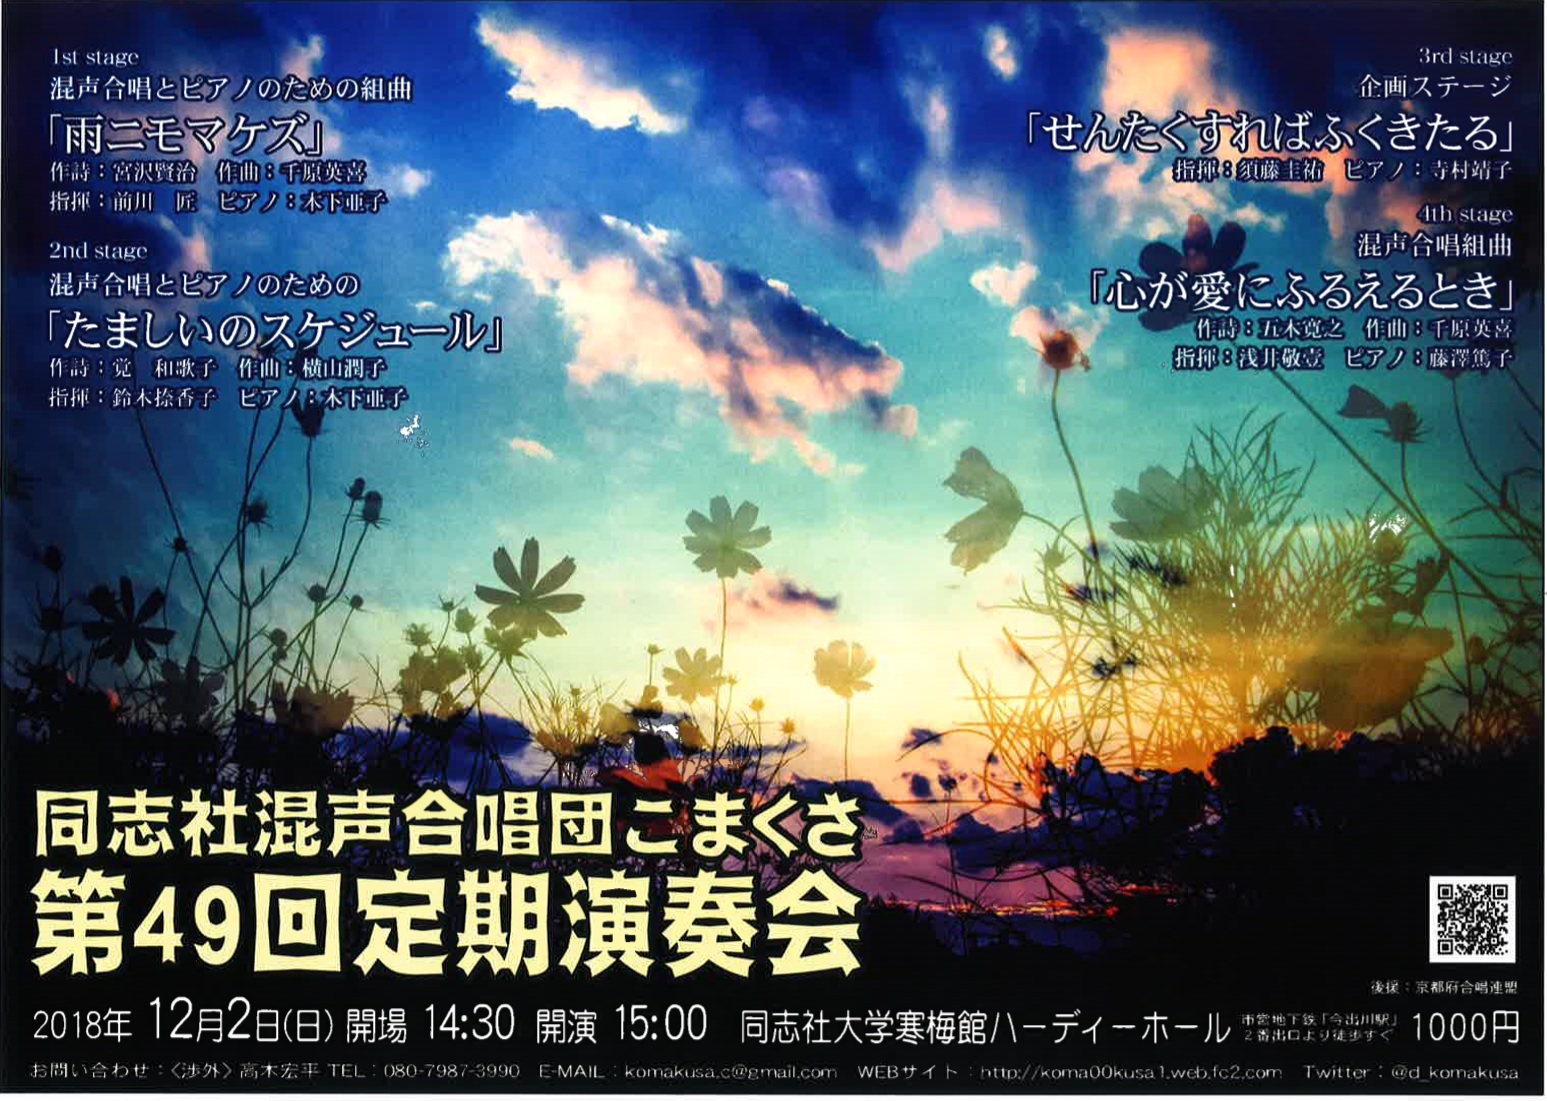 1st stage
混声合唱とピアノのための組曲
「雨ニモマケズ」
作詩：宮沢賢治　作曲：千原英喜
指揮：前川　匠　ピアノ：木下亜子
2nd stage
混声合唱とピアノのための
「たましいのスケジュール」
作詩：覚　和歌子　作曲：横山潤子
指揮：鈴木捺香子　ピアノ：木下亜子
3rd stage
企画ステージ
「せんたくすればふくきたる」
指揮：須藤圭祐　ピアノ：寺村靖子
4th stage
混声合唱組曲
「心が愛にふるえるとき」
作詩：五木寛之　作曲：千原英喜
指揮：浅井敬壹　ピアノ：藤澤篤子
同志社混声合唱団こまくさ
第49回定期演奏会
後援：京都府合唱連盟
2018年 12月2日(日) 開場 14:30 開演 15:00 同志社大学寒梅館ハーディーホール 市営地下鉄「今出川駅」 1000円
2番出口より徒歩すぐ
お問い合わせ：〈渉外〉高木宏平 TEL：080-7987-3990 E-MAIL：komakusa.c@gmail.com WEBサイト：http://koma00kusa1.web.fc2.com Twitter：@d_komakusa